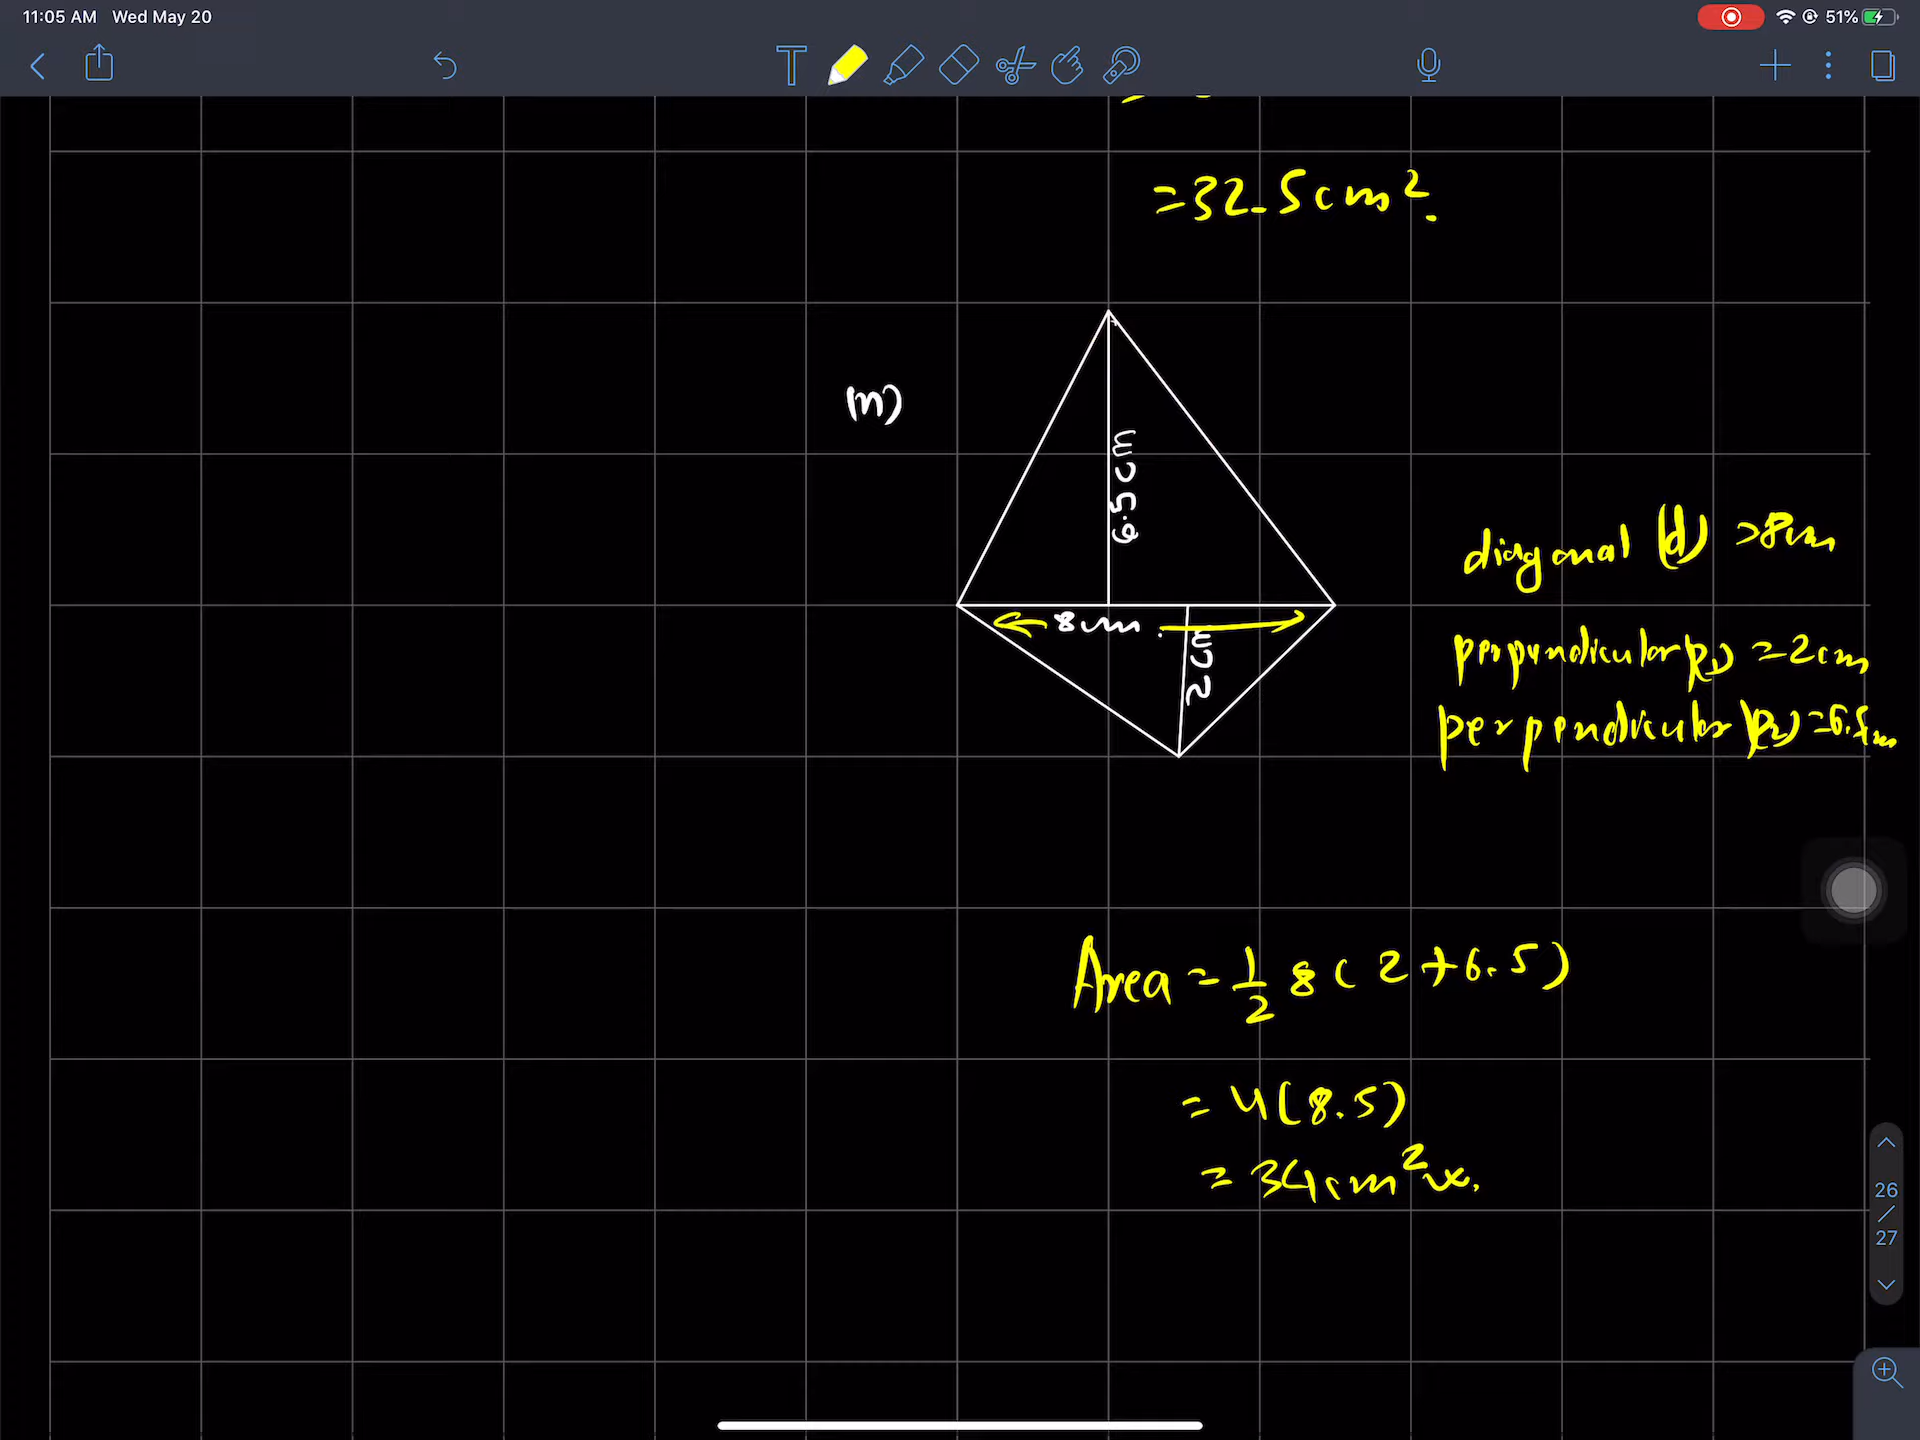 11:05 AM Wed May 20
51%
T
=32.5cm².
(n)
6.5cm
8cm
2cm
diagonal (d) =8cm
perpendicular(p₁) =2cm
perpendicular(p₂)=6.5cm
Area = 1/2 8(2+6.5)
= 4(8.5)
= 34cm²
26
/
27